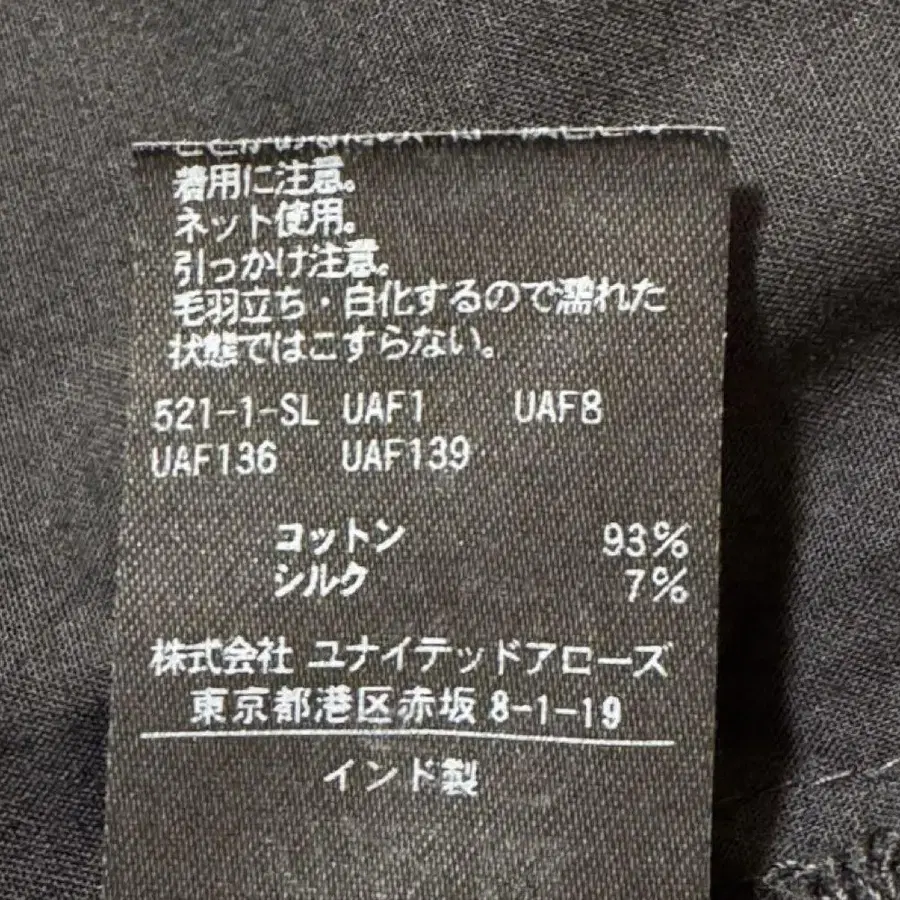 着用に注意。
ネット使用。
引っかけ注意。
毛羽立ち・白化するので濡れた
状態ではこすらない。
521-1-SL UAF1 UAF8
UAF136 UAF139
コットン 93%
シルク 7%
株式会社 ユナイテッドアローズ
東京都港区赤坂 8-1-19
インド製